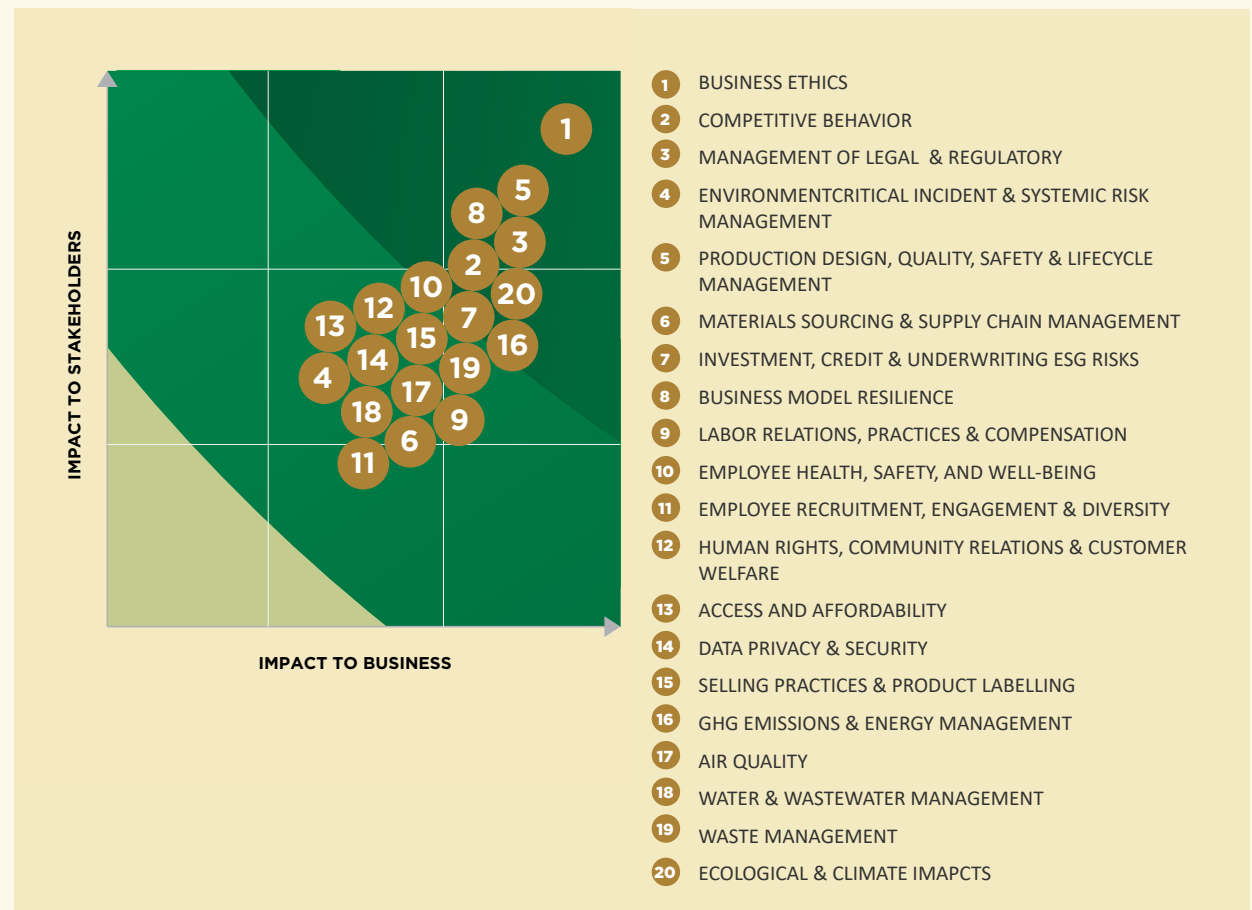 IMPACT TO STAKEHOLDERS
1
5
8
3
2
10
20
12
7
13
15
16
14
19
4
17
18
9
6
11
IMPACT TO BUSINESS
1 BUSINESS ETHICS
2 COMPETITIVE BEHAVIOR
3 MANAGEMENT OF LEGAL & REGULATORY
4 ENVIRONMENTCRITICAL INCIDENT & SYSTEMIC RISK
MANAGEMENT
5 PRODUCTION DESIGN, QUALITY, SAFETY & LIFECYCLE
MANAGEMENT
6 MATERIALS SOURCING & SUPPLY CHAIN MANAGEMENT
7 INVESTMENT, CREDIT & UNDERWRITING ESG RISKS
8 BUSINESS MODEL RESILIENCE
9 LABOR RELATIONS, PRACTICES & COMPENSATION
10 EMPLOYEE HEALTH, SAFETY, AND WELL-BEING
11 EMPLOYEE RECRUITMENT, ENGAGEMENT & DIVERSITY
12 HUMAN RIGHTS, COMMUNITY RELATIONS & CUSTOMER
WELFARE
13 ACCESS AND AFFORDABILITY
14 DATA PRIVACY & SECURITY
15 SELLING PRACTICES & PRODUCT LABELLING
16 GHG EMISSIONS & ENERGY MANAGEMENT
17 AIR QUALITY
18 WATER & WASTEWATER MANAGEMENT
19 WASTE MANAGEMENT
20 ECOLOGICAL & CLIMATE IMAPCTS